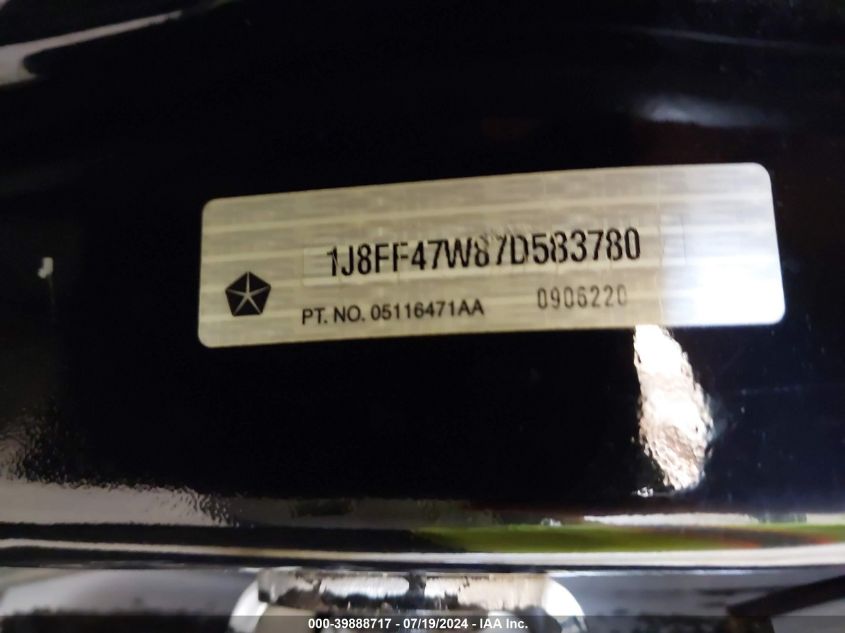 1J8FF47W87D583780
PT. NO. 05116471AA 0906220
000-39888717 - 07/19/2024 - IAA Inc.